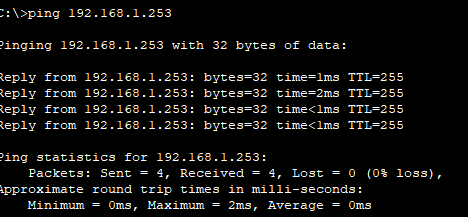 C:\>ping 192.168.1.253
Pinging 192.168.1.253 with 32 bytes of data:
Reply from 192.168.1.253: bytes=32 time=1ms TTL=255
Reply from 192.168.1.253: bytes=32 time=2ms TTL=255
Reply from 192.168.1.253: bytes=32 time<1ms TTL=255
Reply from 192.168.1.253: bytes=32 time<1ms TTL=255
Ping statistics for 192.168.1.253:
    Packets: Sent = 4, Received = 4, Lost = 0 (0% loss),
Approximate round trip times in milli-seconds:
    Minimum = 0ms, Maximum = 2ms, Average = 0ms